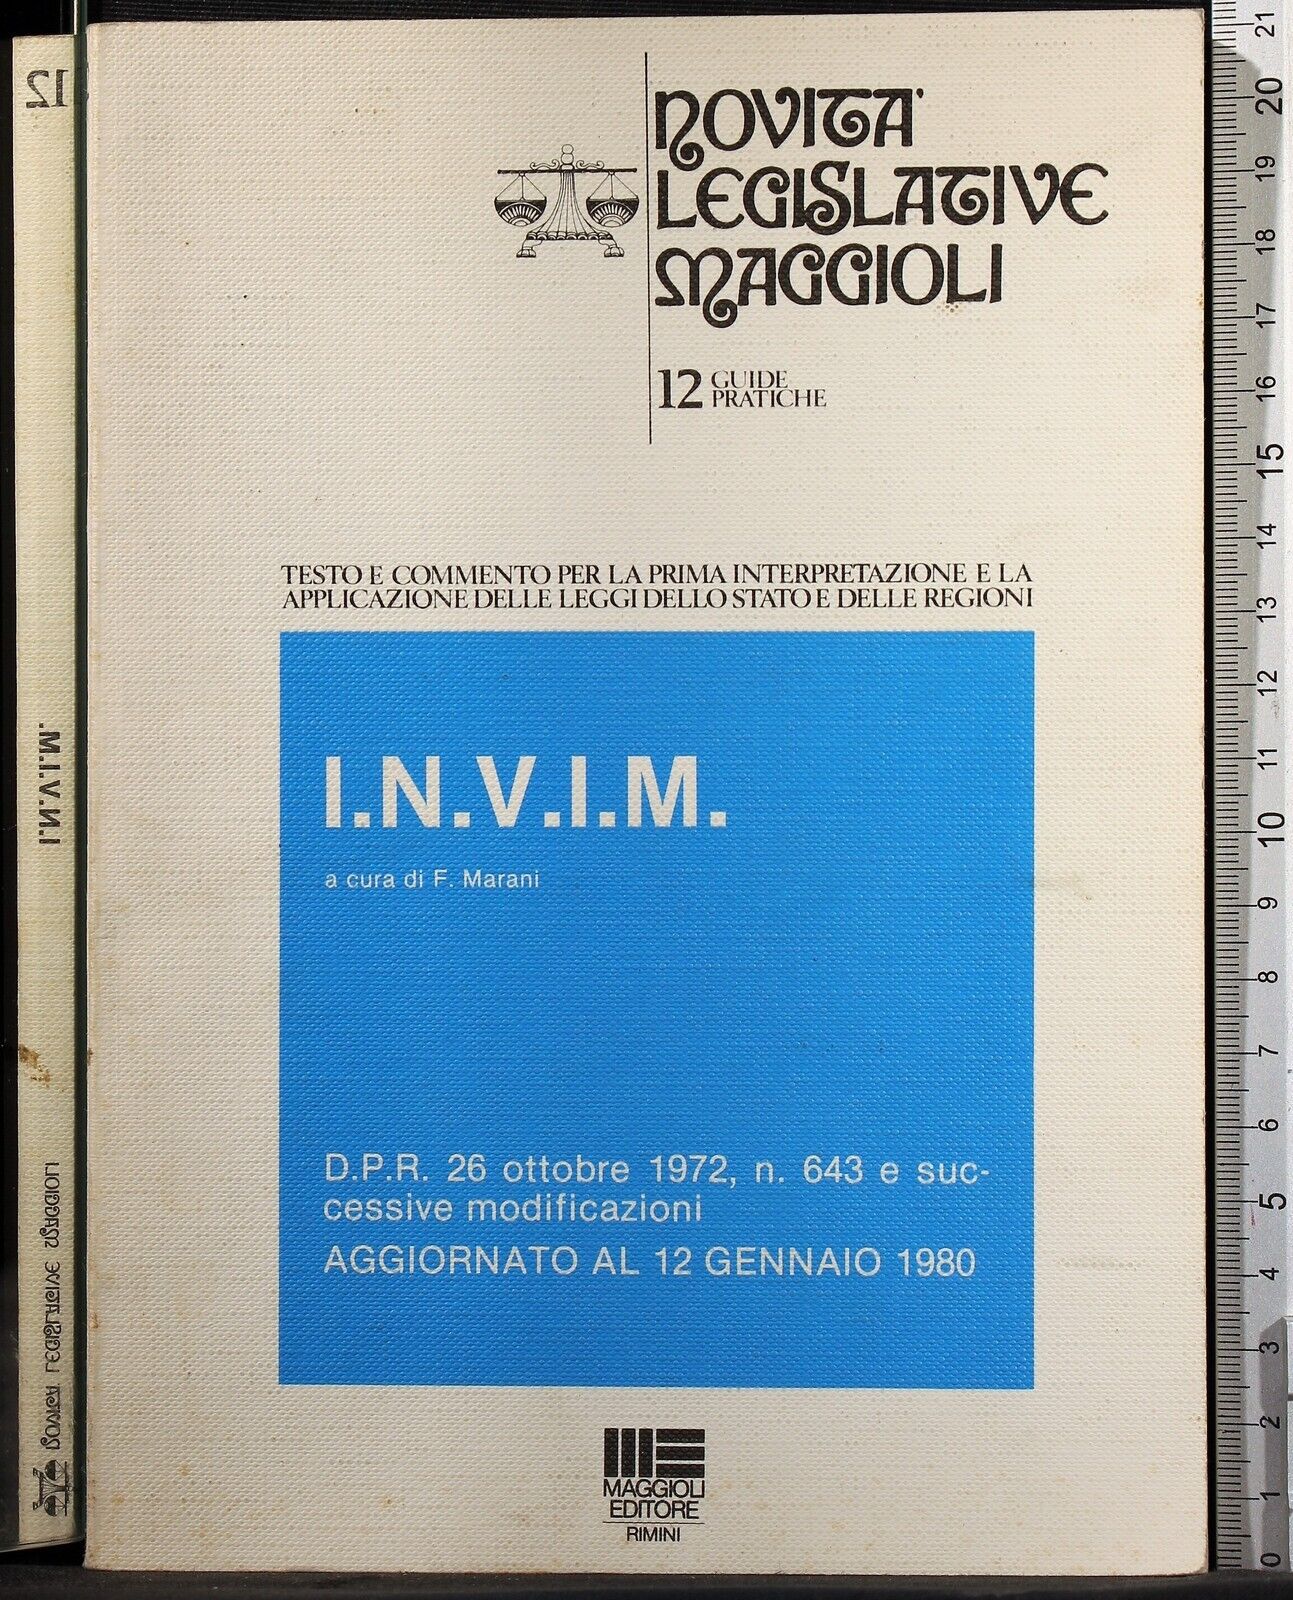 NOVITA'
LEGISLATIVE
MAGGIOLI
12 GUIDE
PRATICHE
TESTO E COMMENTO PER LA PRIMA INTERPRETAZIONE E LA
APPLICAZIONE DELLE LEGGI DELLO STATO E DELLE REGIONI
I.N.V.I.M.
a cura di F. Marani
D.P.R. 26 ottobre 1972, n. 643 e suc-
cessive modificazioni
AGGIORNATO AL 12 GENNAIO 1980
MAGGIOLI
EDITORE
RIMINI
12
I.N.V.I.M.
NOVITA' LEGISLATIVE MAGGIOLI
21
20
19
18
17
16
15
14
13
12
11
10
9
8
7
6
5
4
3
2
1
0